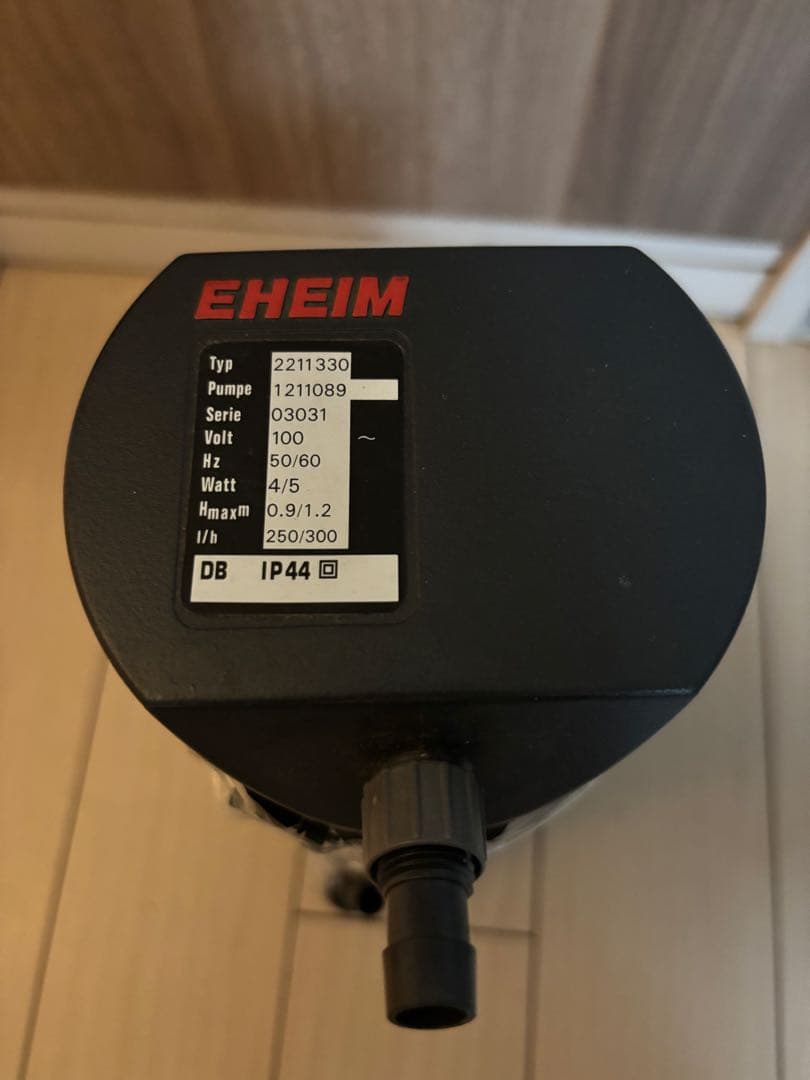 EHEIM
Typ 2211330
Pumpe 1211089
Serie 03031
Volt 100 ~
Hz 50/60
Watt 4/5
Hmaxm 0.9/1.2
l/h 250/300
DB IP44